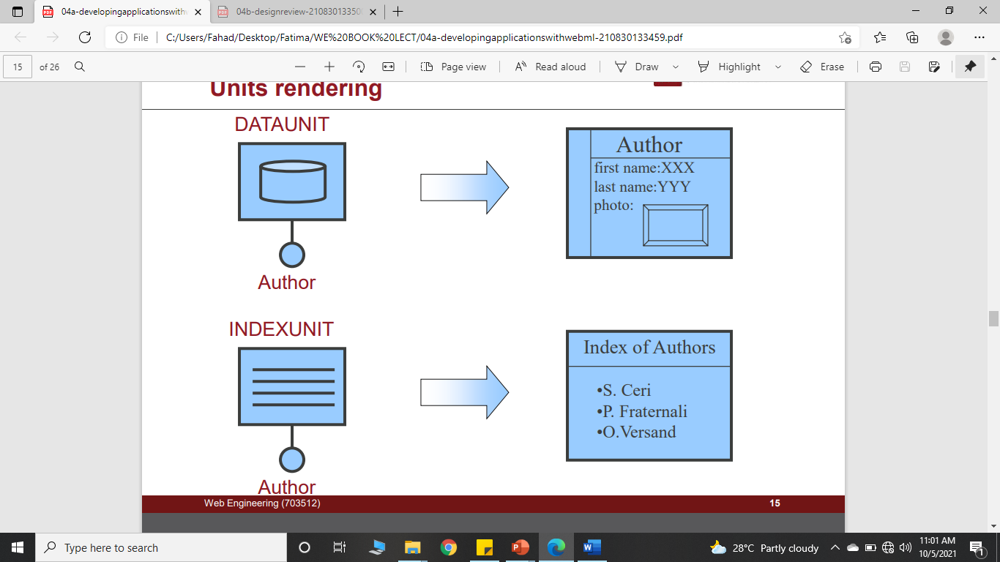 04a-developingapplicationswith
04b-designreview-21083013350
File
C:/Users/Fahad/Desktop/Fatima/WE%20BOOK%20LECT/04a-developingapplicationswithwebml-210830133459.pdf
15
of 26
Page view
Read aloud
Draw
Highlight
Erase
Units rendering
DATAUNIT
Author
first name:XXX
last name:YYY
photo:
Author
INDEXUNIT
Index of Authors
•S. Ceri
•P. Fraternali
•O.Versand
Author
Web Engineering (703512)
15
Type here to search
28°C Partly cloudy
11:01 AM
10/5/2021
1